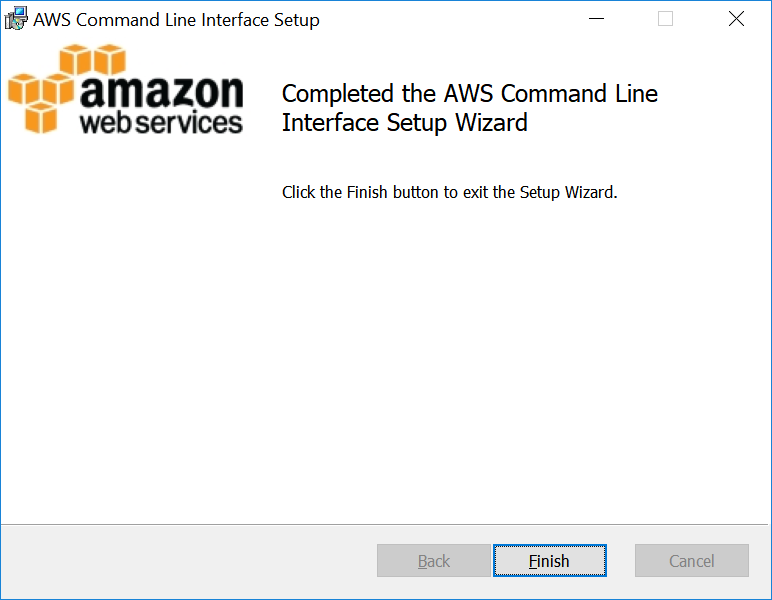 AWS Command Line Interface Setup
amazon
webservices
Completed the AWS Command Line
Interface Setup Wizard
Click the Finish button to exit the Setup Wizard.
Back
Finish
Cancel